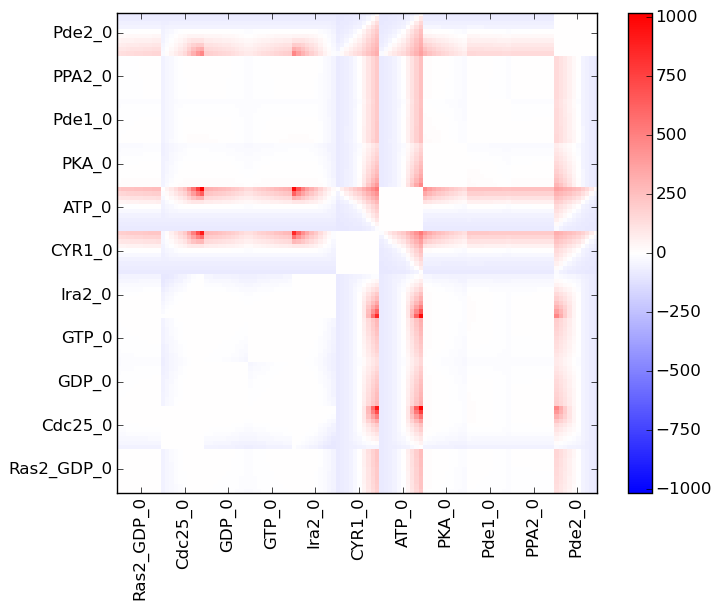 Pde2_0
PPA2_0
Pde1_0
PKA_0
ATP_0
CYR1_0
Ira2_0
GTP_0
GDP_0
Cdc25_0
Ras2_GDP_0
Ras2_GDP_0
Cdc25_0
GDP_0
GTP_0
Ira2_0
CYR1_0
ATP_0
PKA_0
Pde1_0
PPA2_0
Pde2_0
1000
750
500
250
0
−250
−500
−750
−1000